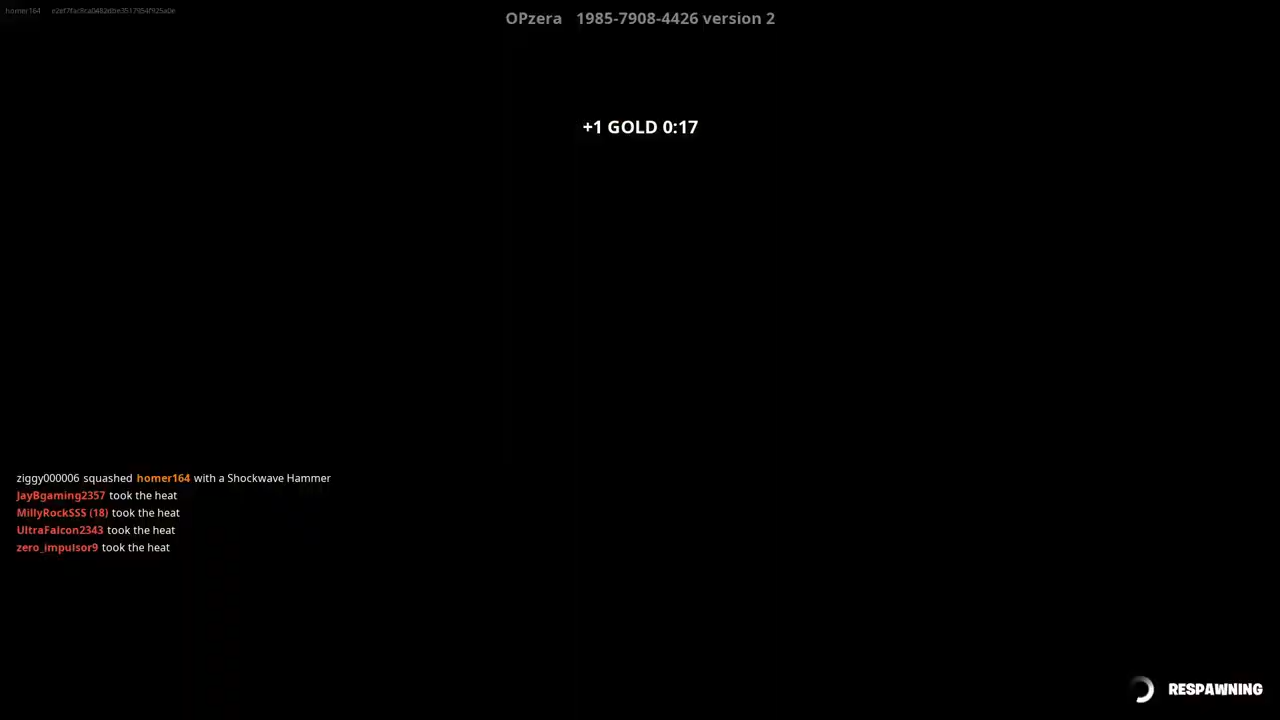 homer164
OPzera 1985-7908-4426 version 2
+1 GOLD 0:17
ziggy000006 squashed homer164 with a Shockwave Hammer
JayBgaming2357 took the heat
MillyRockSSS (18) took the heat
UltraFalcon2343 took the heat
zero_impulsor9 took the heat
RESPAWNING